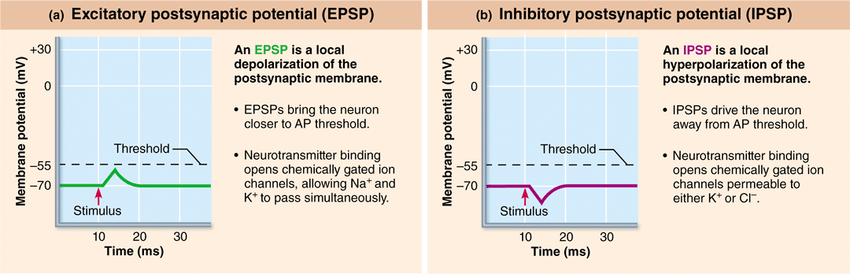 (a) Excitatory postsynaptic potential (EPSP)
Membrane potential (mV)
+30
0
–55
–70
Threshold
Stimulus
10
20
30
Time (ms)
An EPSP is a local
depolarization of the
postsynaptic membrane.
• EPSPs bring the neuron
closer to AP threshold.
• Neurotransmitter binding
opens chemically gated ion
channels, allowing Na⁺ and
K⁺ to pass simultaneously.
(b) Inhibitory postsynaptic potential (IPSP)
Membrane potential (mV)
+30
0
–55
–70
Threshold
Stimulus
10
20
30
Time (ms)
An IPSP is a local
hyperpolarization of the
postsynaptic membrane.
• IPSPs drive the neuron
away from AP threshold.
• Neurotransmitter binding
opens chemically gated ion
channels permeable to
either K⁺ or Cl⁻.